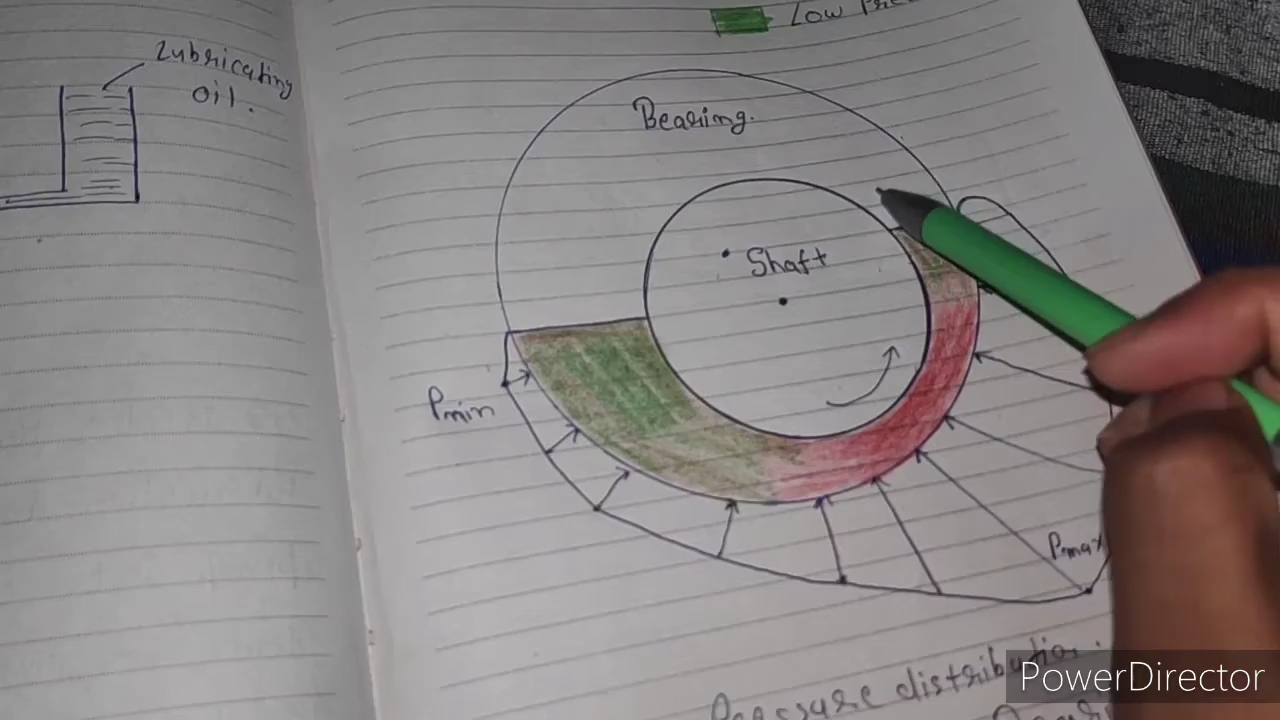 Lubricating
oil.
Low
Bearing.
Shaft
Pmin
Pmax
Pressure distribution
PowerDirector